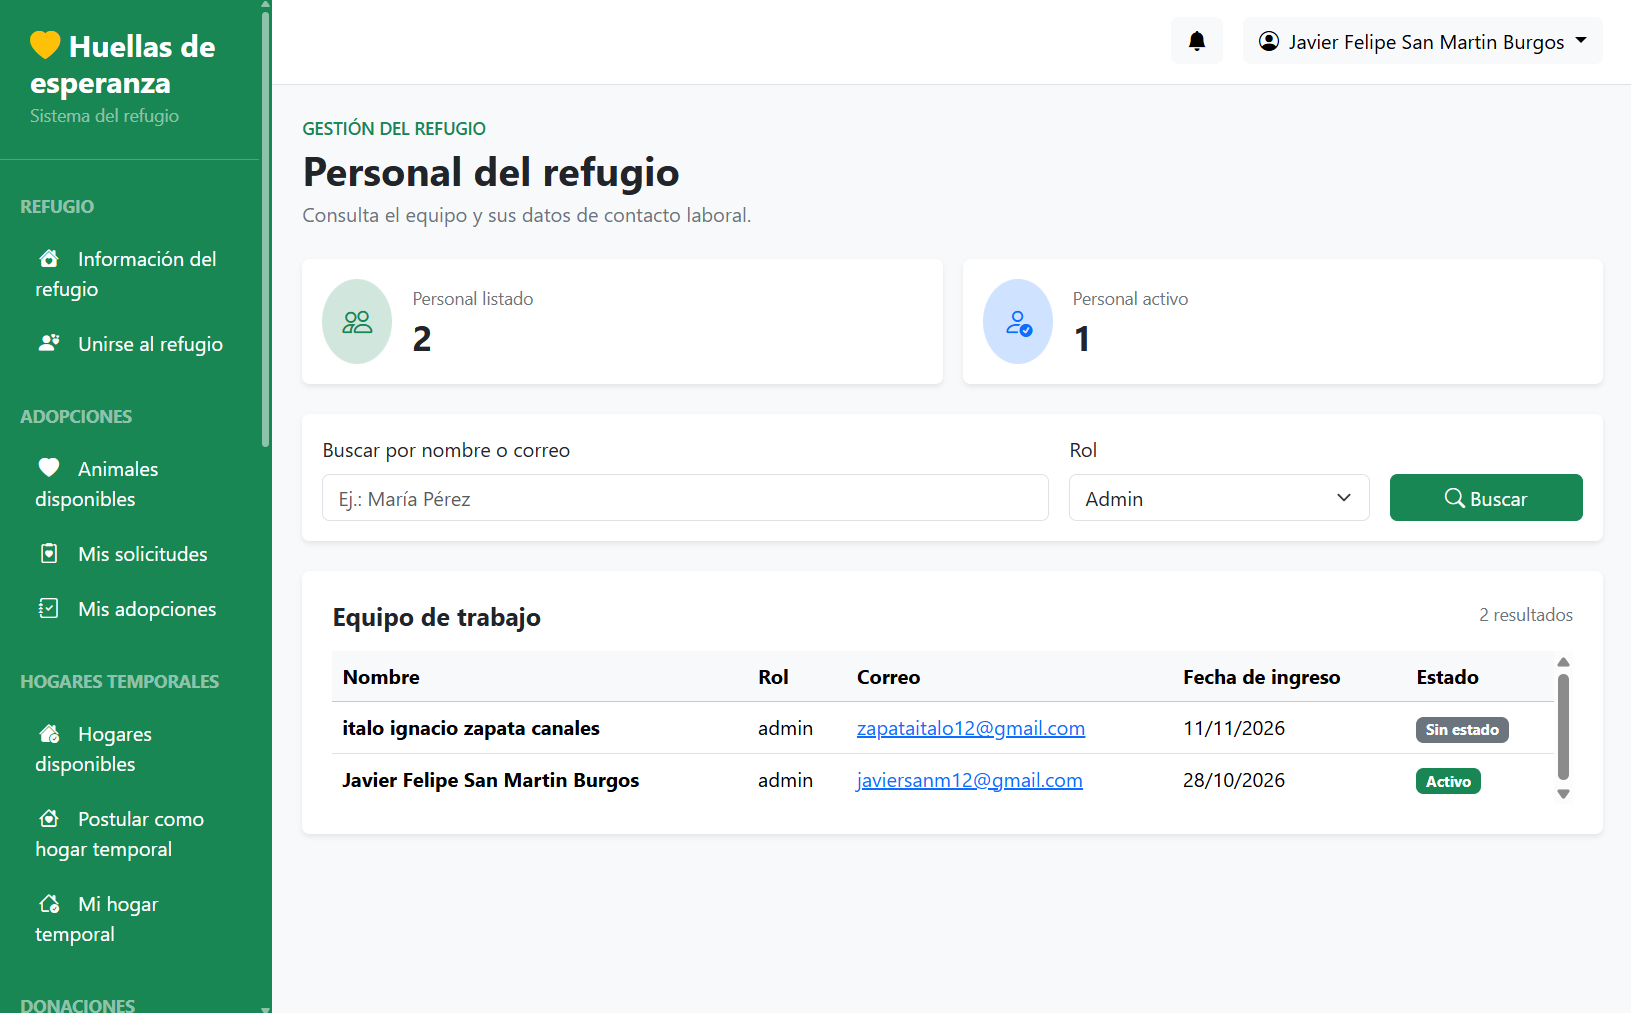 Huellas de
esperanza
Sistema del refugio
REFUGIO
Información del
refugio
Unirse al refugio
ADOPCIONES
Animales
disponibles
Mis solicitudes
Mis adopciones
HOGARES TEMPORALES
Hogares
disponibles
Postular como
hogar temporal
Mi hogar
temporal
DONACIONES
Javier Felipe San Martin Burgos
GESTIÓN DEL REFUGIO
Personal del refugio
Consulta el equipo y sus datos de contacto laboral.
Personal listado
2
Personal activo
1
Buscar por nombre o correo
Ej.: María Pérez
Rol
Admin
Buscar
Equipo de trabajo
2 resultados
Nombre Rol Correo Fecha de ingreso Estado
italo ignacio zapata canales admin zapataitalo12@gmail.com 11/11/2026 Sin estado
Javier Felipe San Martin Burgos admin javiersanm12@gmail.com 28/10/2026 Activo